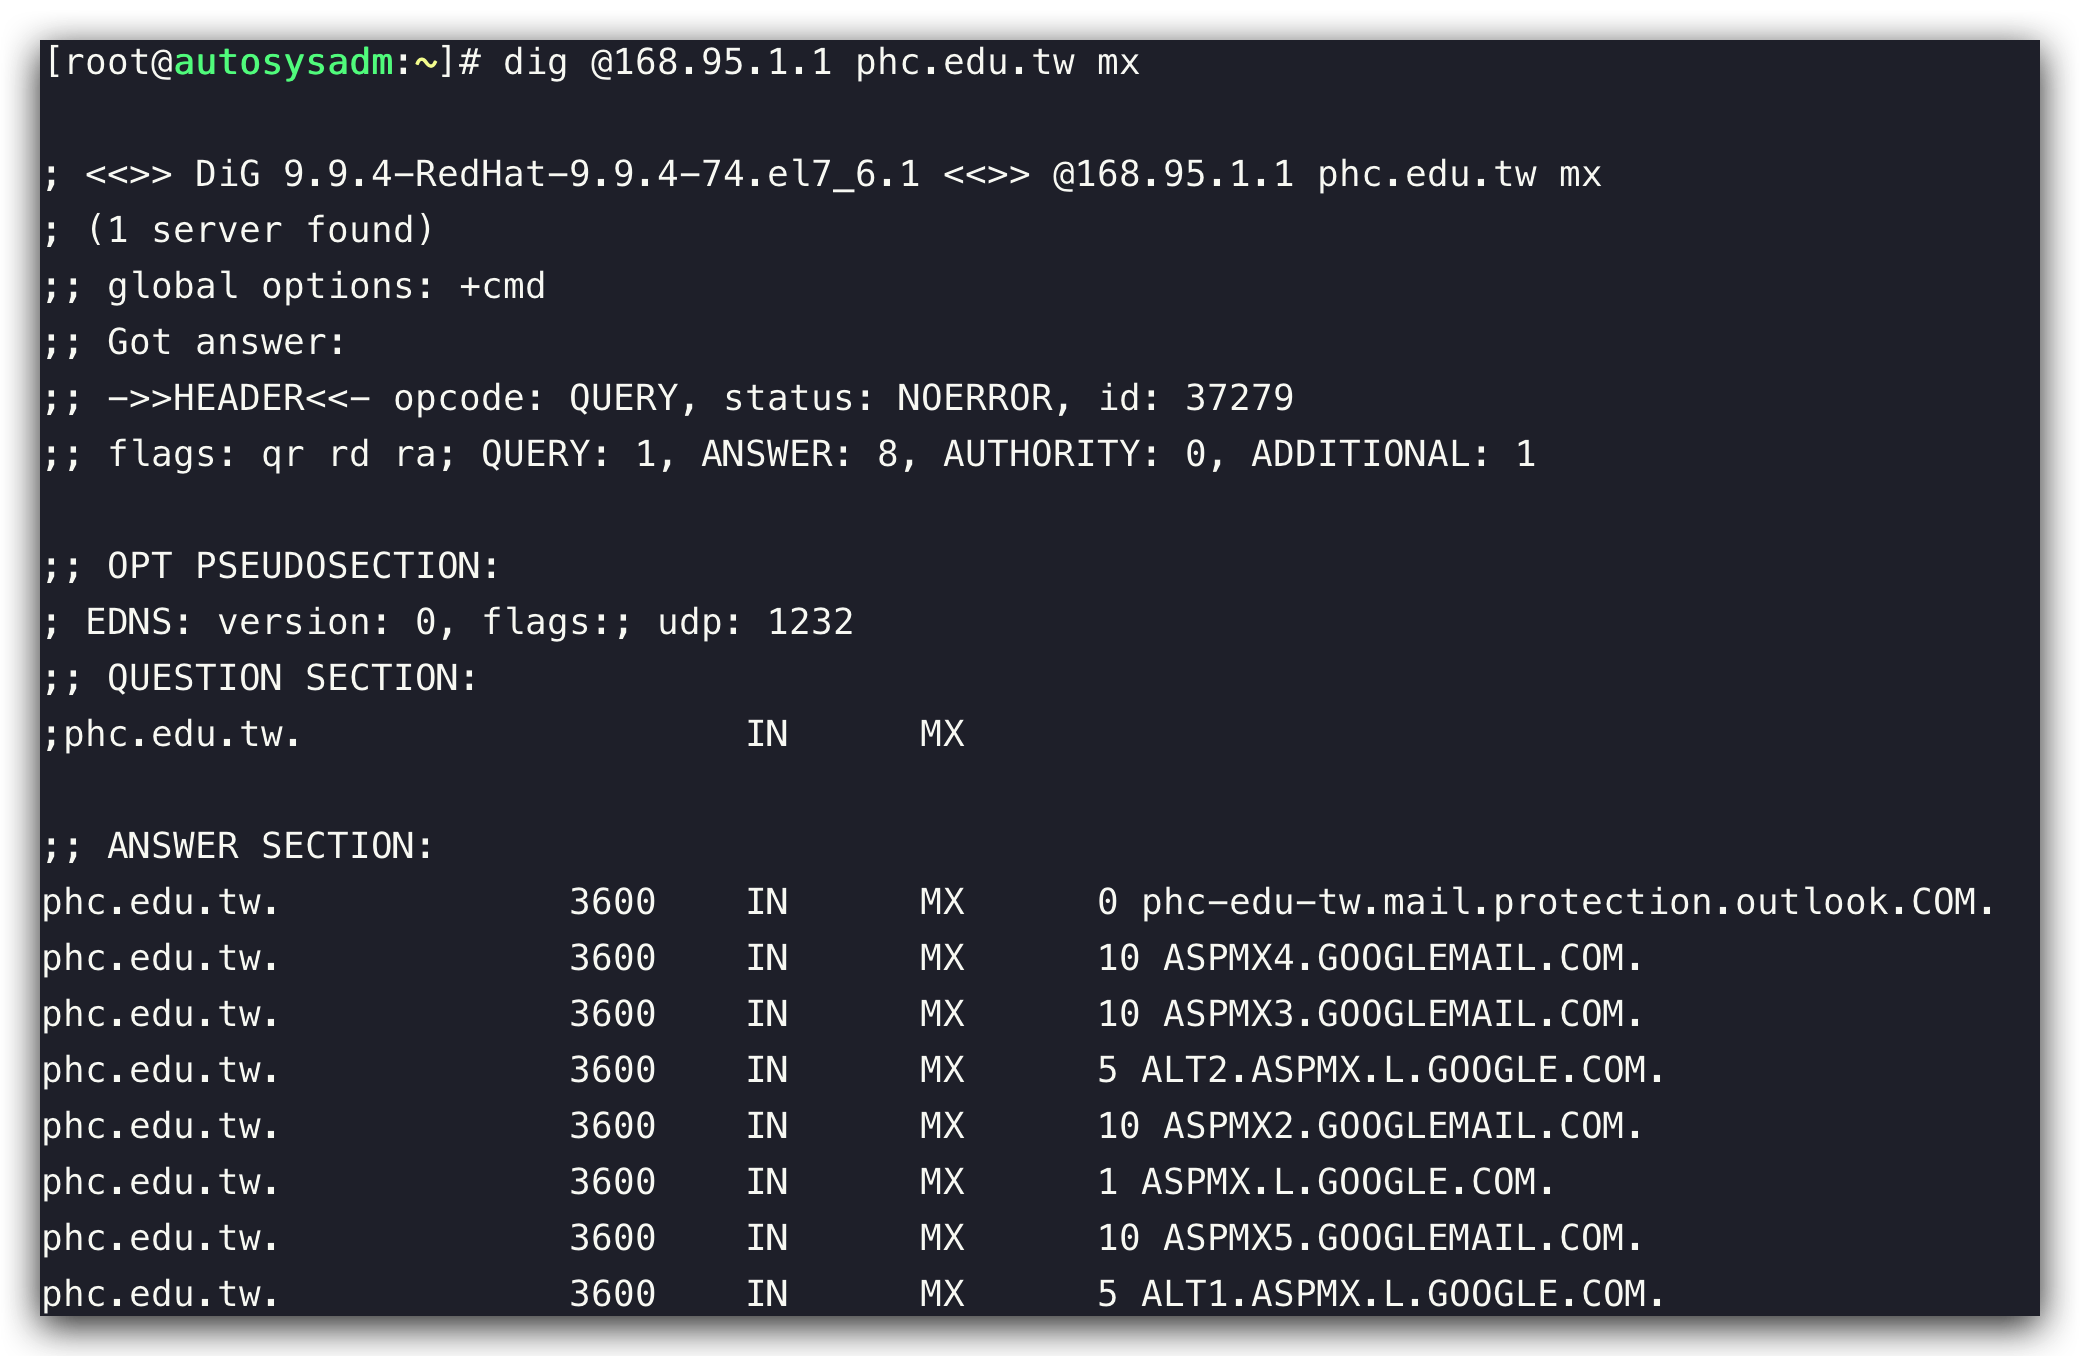 [root@autosysadm:~]# dig @168.95.1.1 phc.edu.tw mx

; <<>> DiG 9.9.4-RedHat-9.9.4-74.el7_6.1 <<>> @168.95.1.1 phc.edu.tw mx
; (1 server found)
;; global options: +cmd
;; Got answer:
;; ->>HEADER<<- opcode: QUERY, status: NOERROR, id: 37279
;; flags: qr rd ra; QUERY: 1, ANSWER: 8, AUTHORITY: 0, ADDITIONAL: 1

;; OPT PSEUDOSECTION:
; EDNS: version: 0, flags:; udp: 1232
;; QUESTION SECTION:
;phc.edu.tw. IN MX

;; ANSWER SECTION:
phc.edu.tw. 3600 IN MX 0 phc-edu-tw.mail.protection.outlook.COM.
phc.edu.tw. 3600 IN MX 10 ASPMX4.GOOGLEMAIL.COM.
phc.edu.tw. 3600 IN MX 10 ASPMX3.GOOGLEMAIL.COM.
phc.edu.tw. 3600 IN MX 5 ALT2.ASPMX.L.GOOGLE.COM.
phc.edu.tw. 3600 IN MX 10 ASPMX2.GOOGLEMAIL.COM.
phc.edu.tw. 3600 IN MX 1 ASPMX.L.GOOGLE.COM.
phc.edu.tw. 3600 IN MX 10 ASPMX5.GOOGLEMAIL.COM.
phc.edu.tw. 3600 IN MX 5 ALT1.ASPMX.L.GOOGLE.COM.